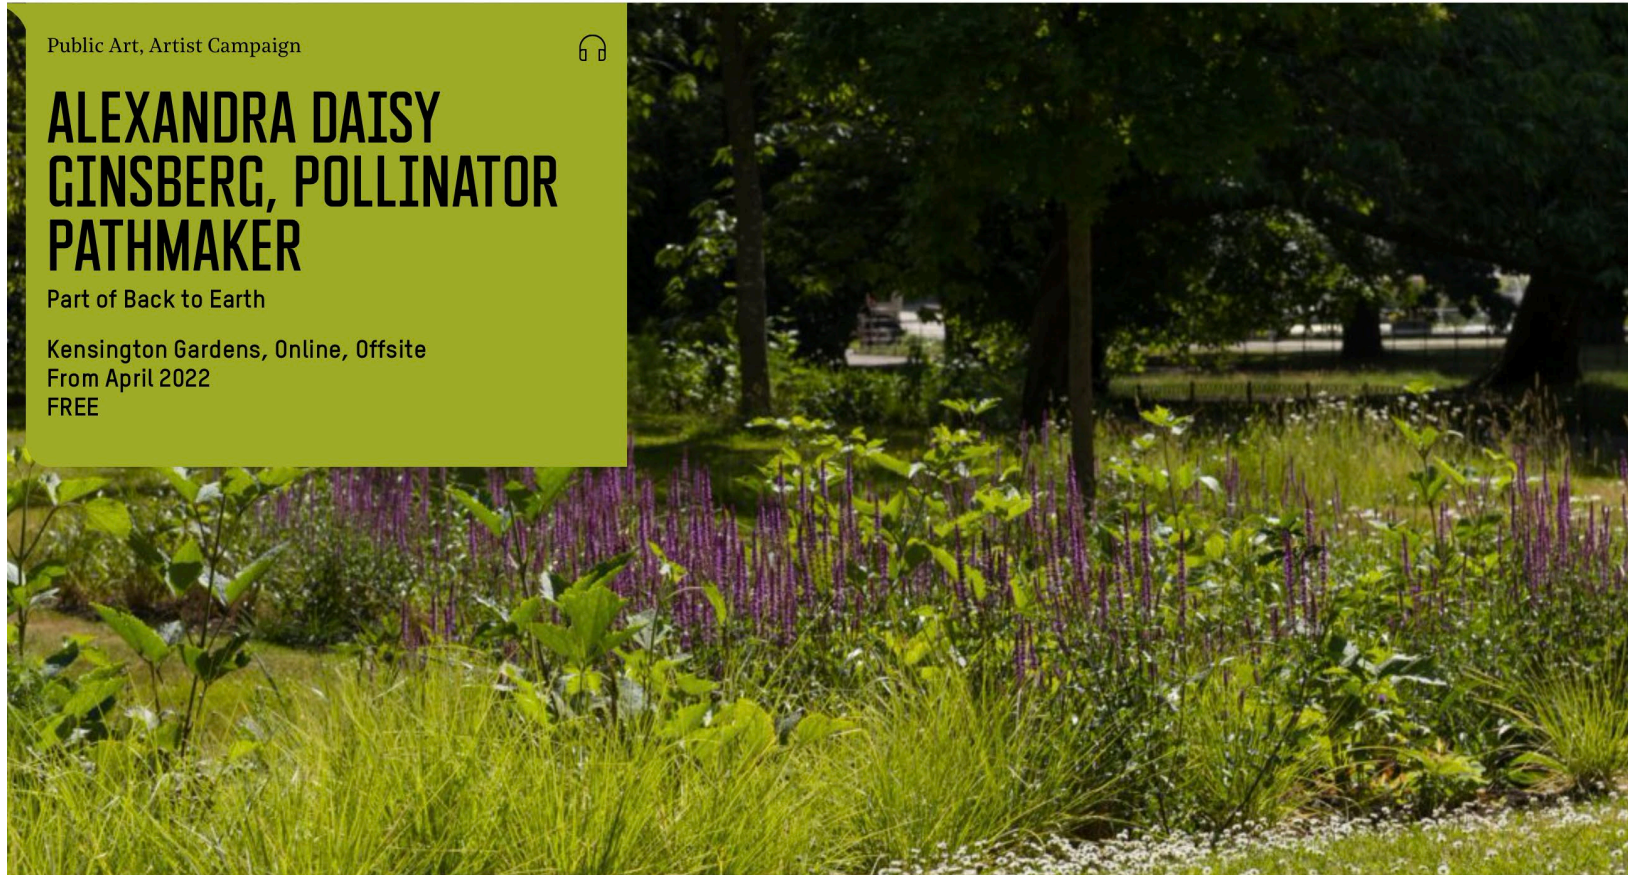 Public Art, Artist Campaign
ALEXANDRA DAISY
GINSBERG, POLLINATOR
PATHMAKER
Part of Back to Earth
Kensington Gardens, Online, Offsite
From April 2022
FREE